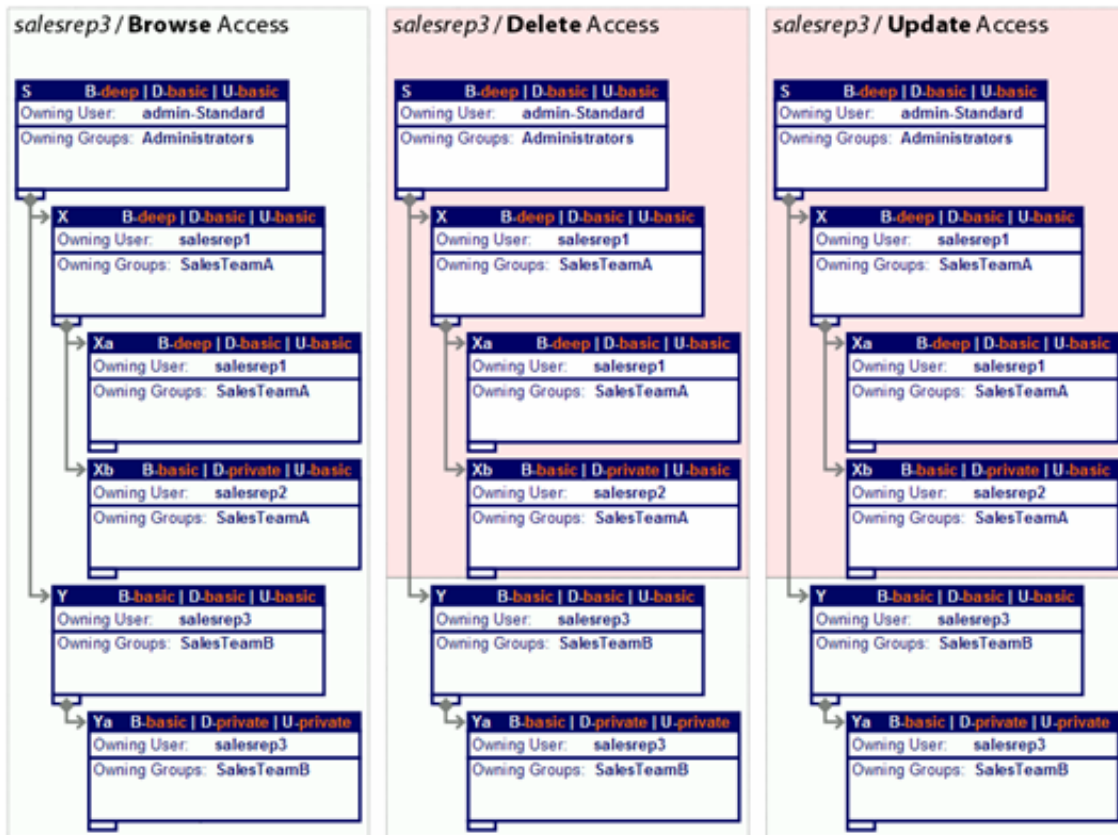 salesrep3 / Browse Access
S B-deep | D-basic | U-basic
Owning User: admin-Standard
Owning Groups: Administrators
X B-deep | D-basic | U-basic
Owning User: salesrep1
Owning Groups: SalesTeamA
Xa B-deep | D-basic | U-basic
Owning User: salesrep1
Owning Groups: SalesTeamA
Xb B-basic | D-private | U-basic
Owning User: salesrep2
Owning Groups: SalesTeamA
Y B-basic | D-basic | U-basic
Owning User: salesrep3
Owning Groups: SalesTeamB
Ya B-basic | D-private | U-private
Owning User: salesrep3
Owning Groups: SalesTeamB
salesrep3 / Delete Access
S B-deep | D-basic | U-basic
Owning User: admin-Standard
Owning Groups: Administrators
X B-deep | D-basic | U-basic
Owning User: salesrep1
Owning Groups: SalesTeamA
Xa B-deep | D-basic | U-basic
Owning User: salesrep1
Owning Groups: SalesTeamA
Xb B-basic | D-private | U-basic
Owning User: salesrep2
Owning Groups: SalesTeamA
Y B-basic | D-basic | U-basic
Owning User: salesrep3
Owning Groups: SalesTeamB
Ya B-basic | D-private | U-private
Owning User: salesrep3
Owning Groups: SalesTeamB
salesrep3 / Update Access
S B-deep | D-basic | U-basic
Owning User: admin-Standard
Owning Groups: Administrators
X B-deep | D-basic | U-basic
Owning User: salesrep1
Owning Groups: SalesTeamA
Xa B-deep | D-basic | U-basic
Owning User: salesrep1
Owning Groups: SalesTeamA
Xb B-basic | D-private | U-basic
Owning User: salesrep2
Owning Groups: SalesTeamA
Y B-basic | D-basic | U-basic
Owning User: salesrep3
Owning Groups: SalesTeamB
Ya B-basic | D-private | U-private
Owning User: salesrep3
Owning Groups: SalesTeamB